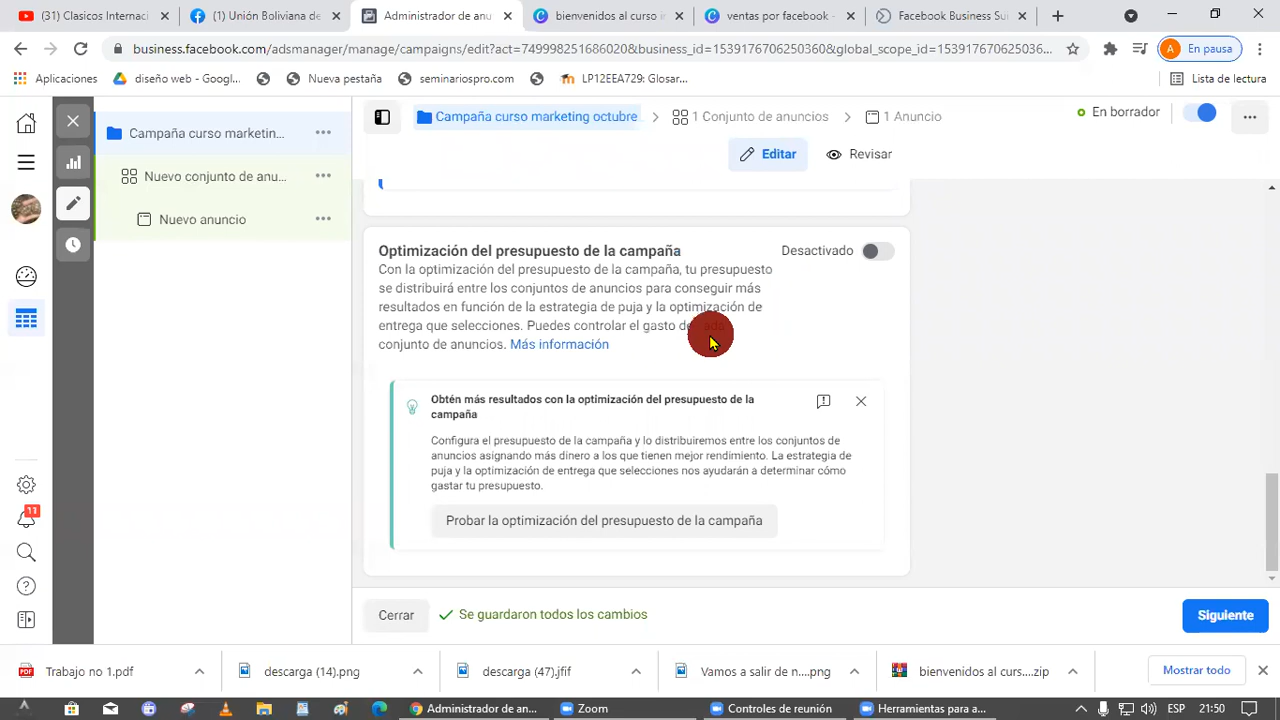 (31) Clasicos Internaci
(1) Unión Boliviana de
Administrador de anu
bienvenidos al curso i
ventas por facebook -
Facebook Business Su
business.facebook.com/adsmanager/manage/campaigns/edit?act=749998251686020&business_id=1539176706250360&global_scope_id=153917670625036...
A En pausa
Aplicaciones
diseño web - Googl...
Nueva pestaña
seminariospro.com
LP12EEA729: Glosar...
Lista de lectura
Campaña curso marketing octubre
1 Conjunto de anuncios
1 Anuncio
En borrador
Campaña curso marketin...
Editar
Revisar
Nuevo conjunto de anu...
Nuevo anuncio
Optimización del presupuesto de la campaña
Desactivado
Con la optimización del presupuesto de la campaña, tu presupuesto
se distribuirá entre los conjuntos de anuncios para conseguir más
resultados en función de la estrategia de puja y la optimización de
entrega que selecciones. Puedes controlar el gasto de cada
conjunto de anuncios. Más información
Obtén más resultados con la optimización del presupuesto de la
campaña
Configura el presupuesto de la campaña y lo distribuiremos entre los conjuntos de
anuncios asignando más dinero a los que tienen mejor rendimiento. La estrategia de
puja y la optimización de entrega que selecciones nos ayudarán a determinar cómo
gastar tu presupuesto.
Probar la optimización del presupuesto de la campaña
11
Cerrar
Se guardaron todos los cambios
Siguiente
Trabajo no 1.pdf
descarga (14).png
descarga (47).jfif
Vamos a salir de n....png
bienvenidos al curs....zip
Mostrar todo
Administrador de an...
Zoom
Controles de reunión
Herramientas para a...
ESP
21:50